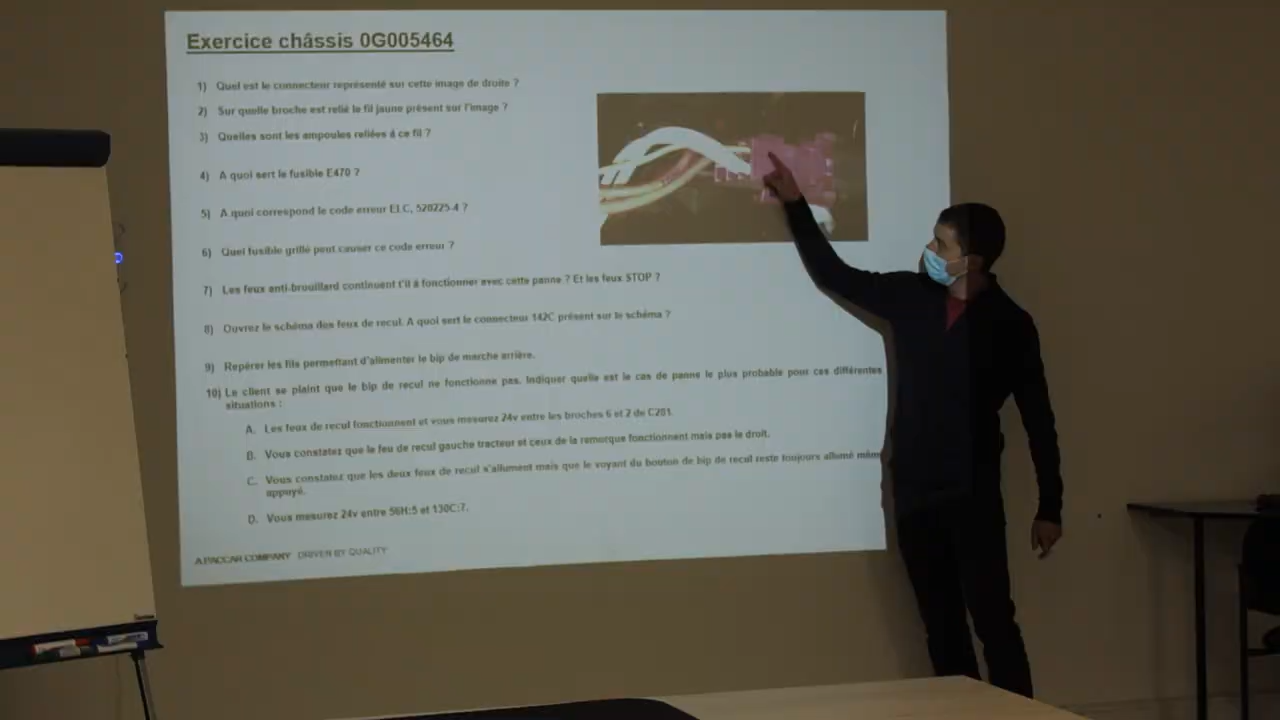 Exercice châssis 0G005464
1) Quel est le connecteur représenté sur cette image de droite ?
2) Sur quelle broche est relié le fil jaune présent sur l'image ?
3) Quelles sont les ampoules reliées à ce fil ?
4) A quoi sert le fusible E470 ?
5) A quoi correspond le code erreur ELC, 520225-4 ?
6) Quel fusible grillé peut causer ce code erreur ?
7) Les feux anti-brouillard continuent t'il à fonctionner avec cette panne ? Et les feux STOP ?
8) Ouvrez le schéma des feux de recul. A quoi sert le connecteur 142C présent sur le schéma ?
9) Repérer les fils permettant d'alimenter le bip de marche arrière.
10) Le client se plaint que le bip de recul ne fonctionne pas. Indiquer quelle est le cas de panne le plus probable pour ces différentes
situations :
A. Les feux de recul fonctionnent et vous mesurez 24v entre les broches 6 et 2 de C281.
B. Vous constatez que le feu de recul gauche tracteur et ceux de la remorque fonctionnent mais pas le droit.
C. Vous constatez que les deux feux de recul s'allument mais que le voyant du bouton de bip de recul reste toujours allumé même
appuyé.
D. Vous mesurez 24v entre 56H:5 et 130C:7.
A PACCAR COMPANY DRIVEN BY QUALITY